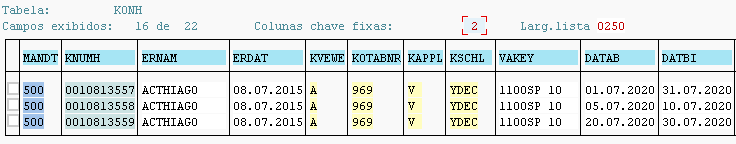 Tabela: KONH
Campos exibidos: 16 de 22 Colunas chave fixas: [2] Larg.lista 0250
MANDT KNUMH ERNAM ERDAT KVEWE KOTABNR KAPPL KSCHL VAKEY DATAB DATBI
500 0010813557 ACTHIAGO 08.07.2015 A 969 V YDEC 1100SP 10 01.07.2020 31.07.2020
500 0010813558 ACTHIAGO 08.07.2015 A 969 V YDEC 1100SP 10 05.07.2020 10.07.2020
500 0010813559 ACTHIAGO 08.07.2015 A 969 V YDEC 1100SP 10 20.07.2020 30.07.2020